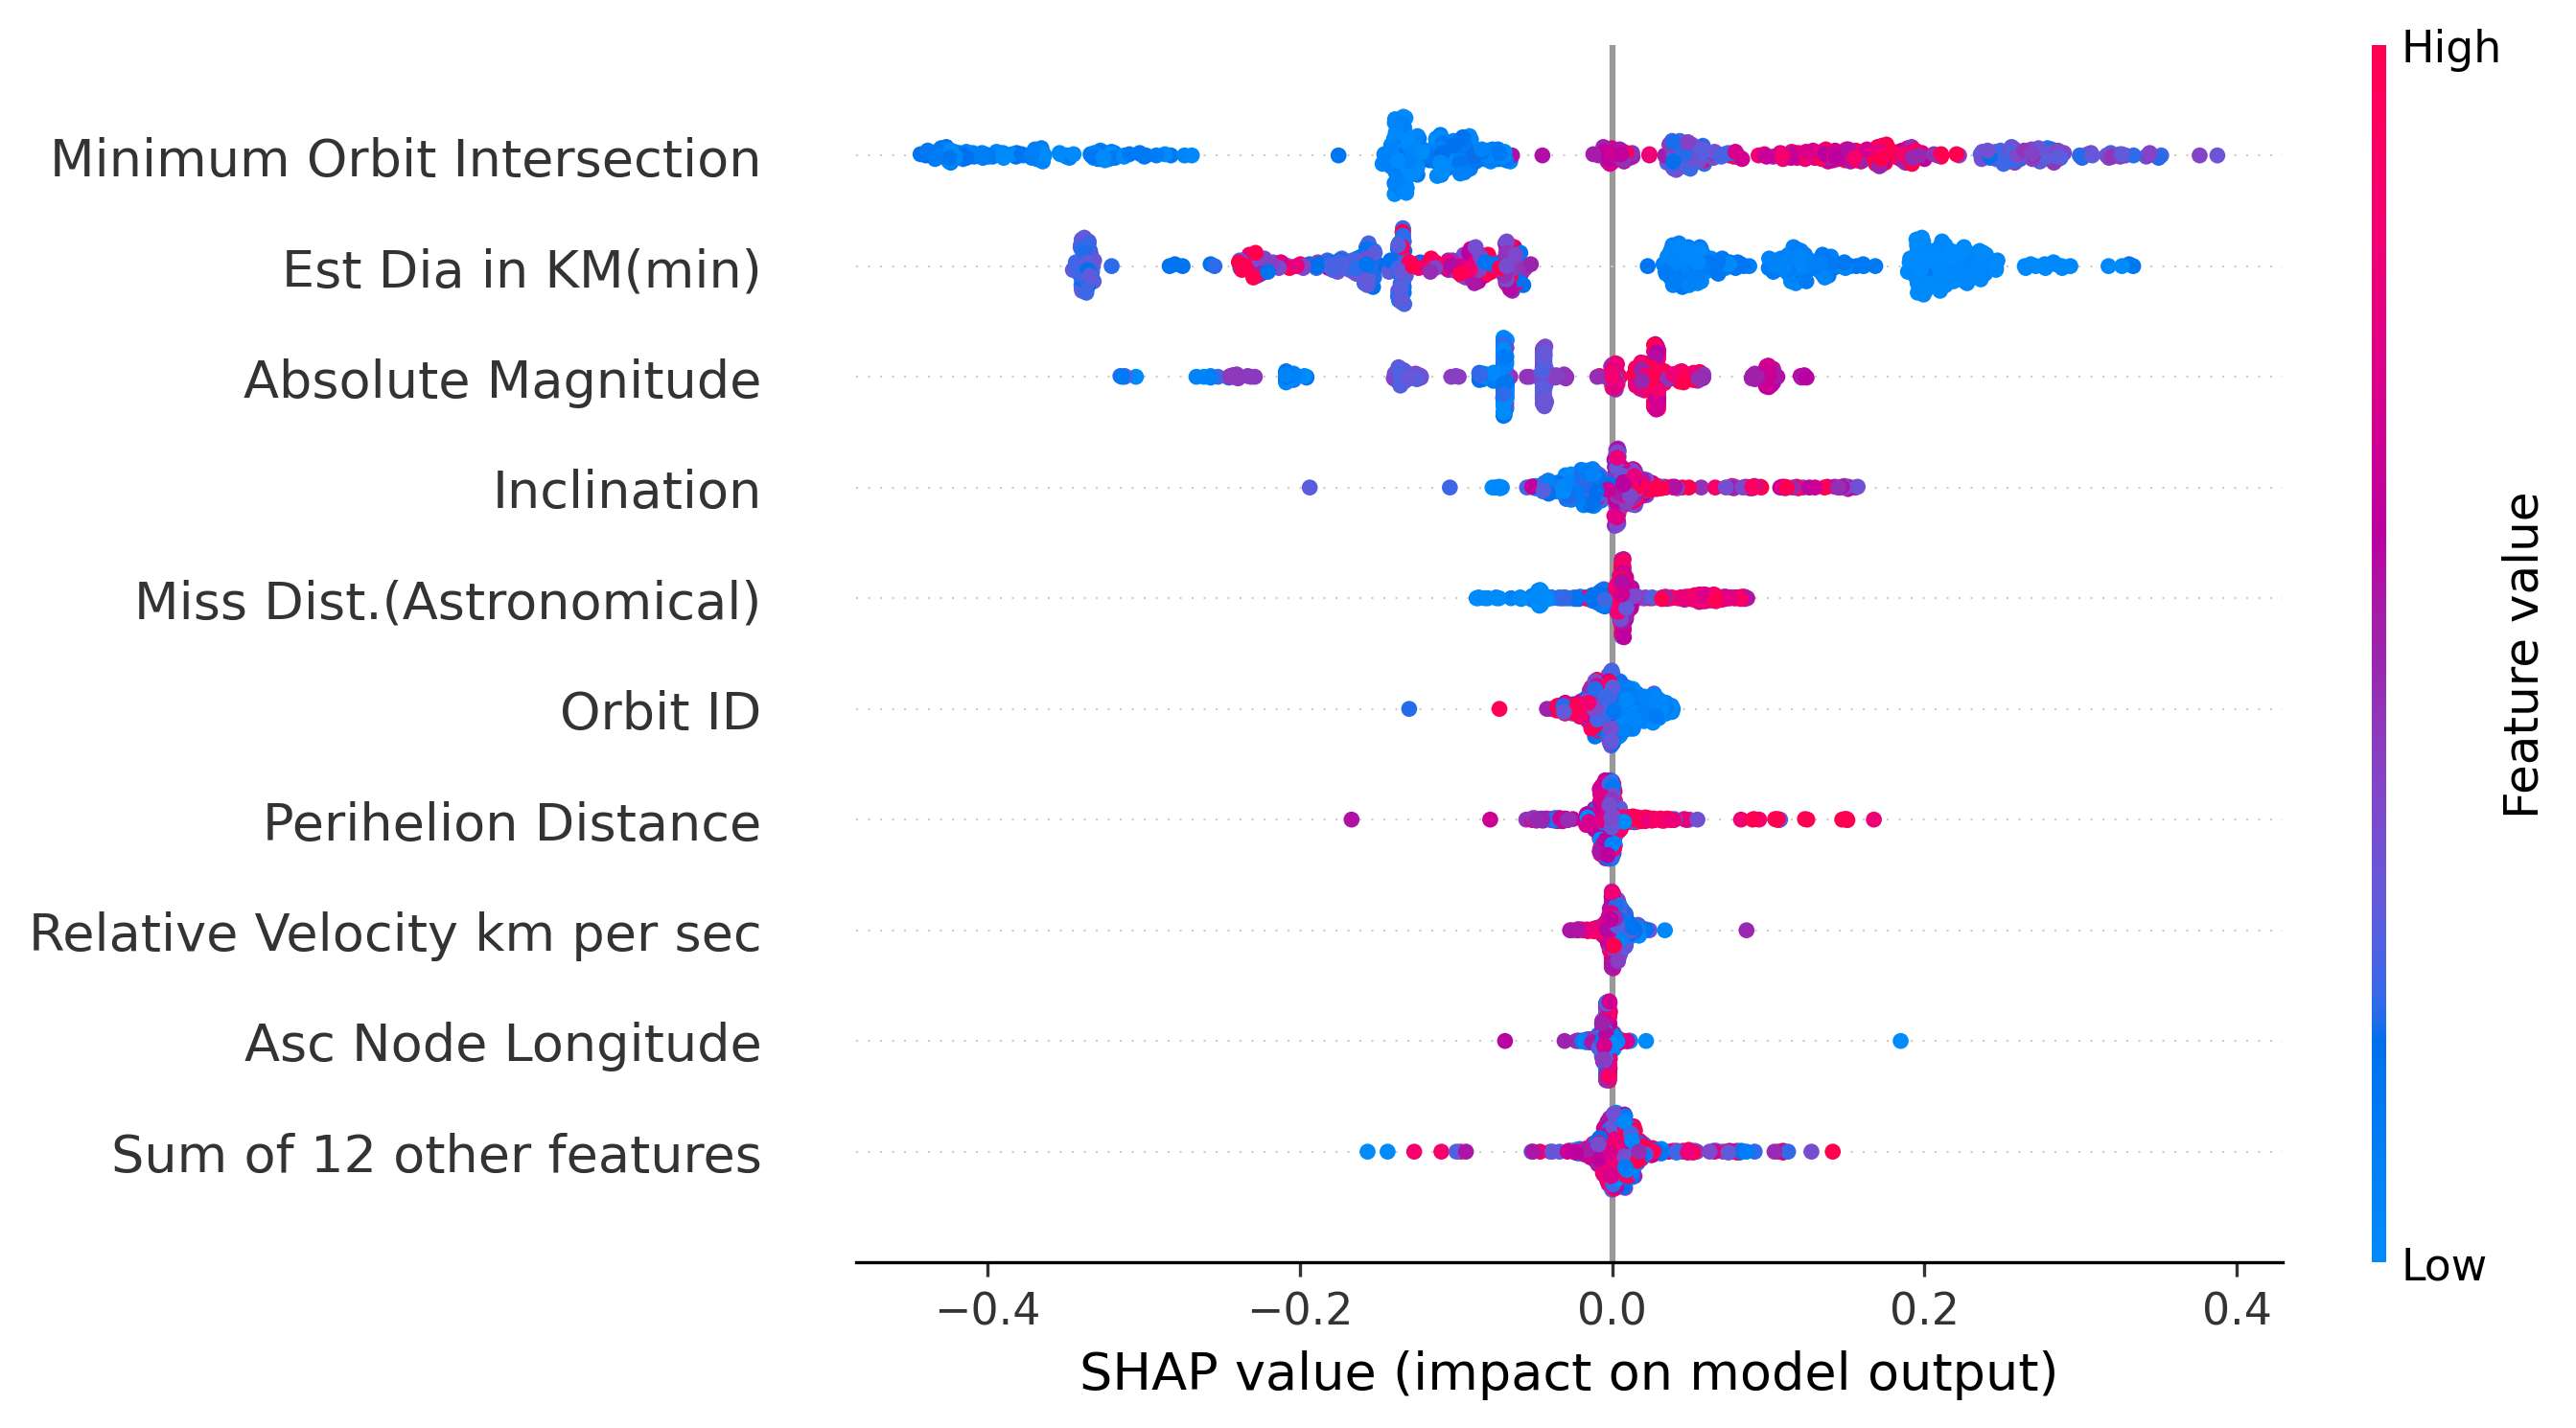 High
Minimum Orbit Intersection
Est Dia in KM(min)
Absolute Magnitude
Inclination
Miss Dist.(Astronomical)
Orbit ID
Perihelion Distance
Relative Velocity km per sec
Asc Node Longitude
Sum of 12 other features
Feature value
Low
−0.4 −0.2 0.0 0.2 0.4
SHAP value (impact on model output)